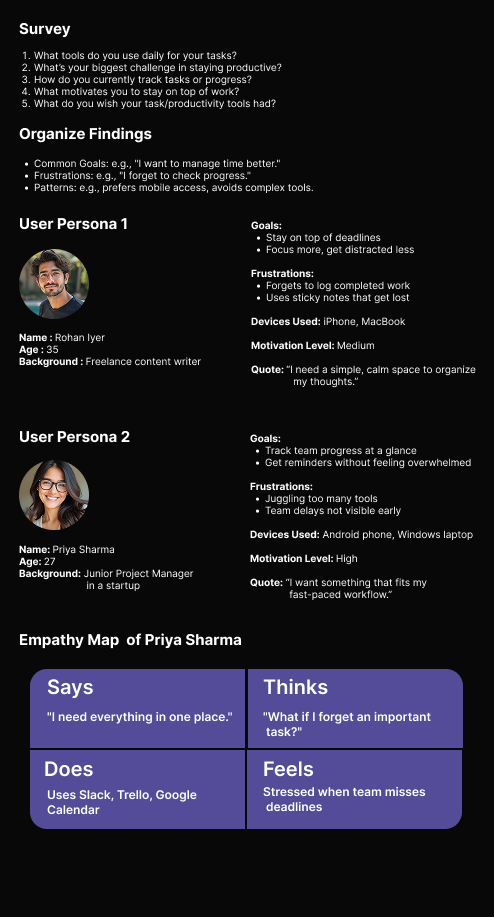 Survey
1. What tools do you use daily for your tasks?
2. What's your biggest challenge in staying productive?
3. How do you currently track tasks or progress?
4. What motivates you to stay on top of work?
5. What do you wish your task/productivity tools had?
Organize Findings
• Common Goals: e.g., "I want to manage time better."
• Frustrations: e.g., "I forget to check progress."
• Patterns: e.g., prefers mobile access, avoids complex tools.
User Persona 1
Name : Rohan Iyer
Age : 35
Background : Freelance content writer
Goals:
• Stay on top of deadlines
• Focus more, get distracted less
Frustrations:
• Forgets to log completed work
• Uses sticky notes that get lost
Devices Used: iPhone, MacBook
Motivation Level: Medium
Quote: “I need a simple, calm space to organize
my thoughts.”
User Persona 2
Name: Priya Sharma
Age: 27
Background: Junior Project Manager
in a startup
Goals:
• Track team progress at a glance
• Get reminders without feeling overwhelmed
Frustrations:
• Juggling too many tools
• Team delays not visible early
Devices Used: Android phone, Windows laptop
Motivation Level: High
Quote: “I want something that fits my
fast-paced workflow.”
Empathy Map of Priya Sharma
Says
"I need everything in one place."
Thinks
"What if I forget an important
task?"
Does
Uses Slack, Trello, Google
Calendar
Feels
Stressed when team misses
deadlines